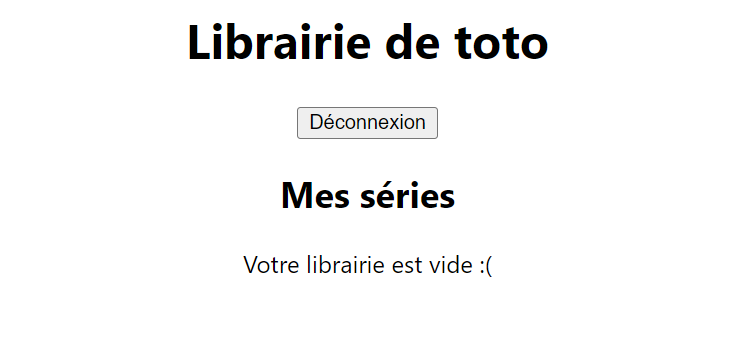 Librairie de toto
Déconnexion
Mes séries
Votre librairie est vide :(